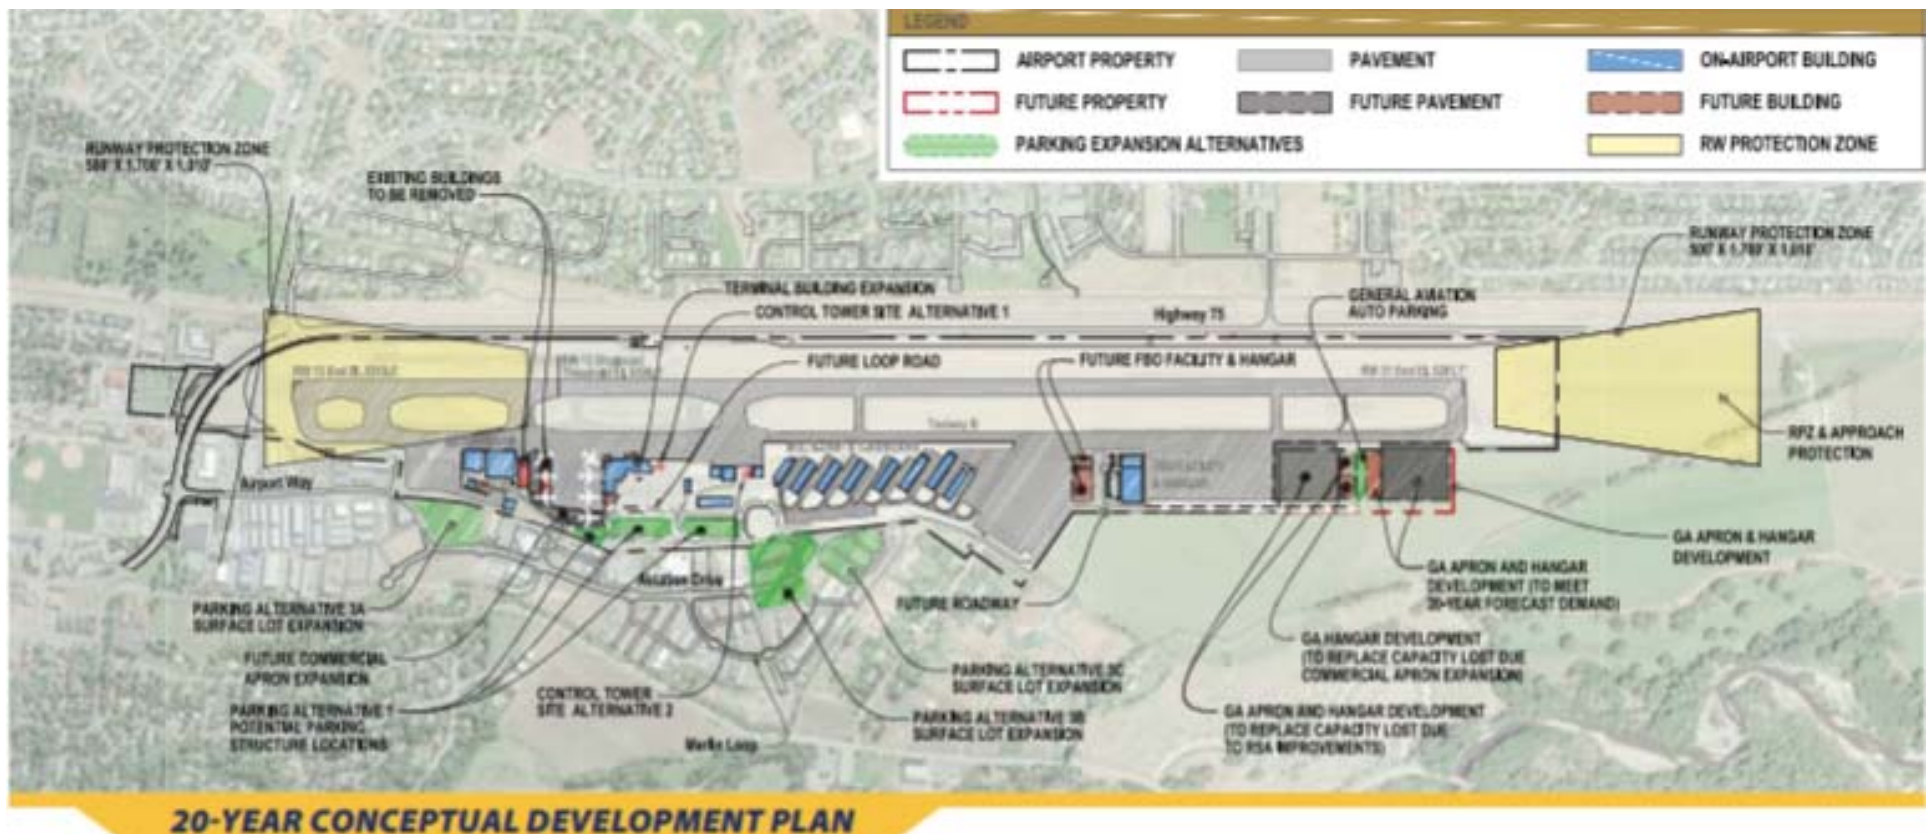 LEGEND
AIRPORT PROPERTY
PAVEMENT
ON-AIRPORT BUILDING
FUTURE PROPERTY
FUTURE PAVEMENT
FUTURE BUILDING
PARKING EXPANSION ALTERNATIVES
RW PROTECTION ZONE
RUNWAY PROTECTION ZONE
EXISTING BUILDINGS
TO BE REMOVED
RUNWAY PROTECTION ZONE
TERMINAL BUILDING EXPANSION
CONTROL TOWER SITE ALTERNATIVE 1
Highway 75
GENERAL AVIATION
AUTO PARKING
FUTURE LOOP ROAD
FUTURE FBO FACILITY & HANGAR
Taxiway B
RPZ & APPROACH
PROTECTION
Airport Way
GA APRON & HANGAR
DEVELOPMENT
Aviation Drive
FUTURE ROADWAY
GA APRON AND HANGAR
DEVELOPMENT (TO MEET
20-YEAR FORECAST DEMAND)
PARKING ALTERNATIVE 3A
SURFACE LOT EXPANSION
GA HANGAR DEVELOPMENT
(TO REPLACE CAPACITY LOST DUE
COMMERCIAL APRON EXPANSION)
FUTURE COMMERCIAL
APRON EXPANSION
PARKING ALTERNATIVE 3C
SURFACE LOT EXPANSION
CONTROL TOWER
SITE ALTERNATIVE 2
PARKING ALTERNATIVE 1
POTENTIAL PARKING
STRUCTURE LOCATIONS
PARKING ALTERNATIVE 3B
SURFACE LOT EXPANSION
GA APRON AND HANGAR DEVELOPMENT
(TO REPLACE CAPACITY LOST DUE
TO RSA IMPROVEMENTS)
Merlin Loop
20-YEAR CONCEPTUAL DEVELOPMENT PLAN